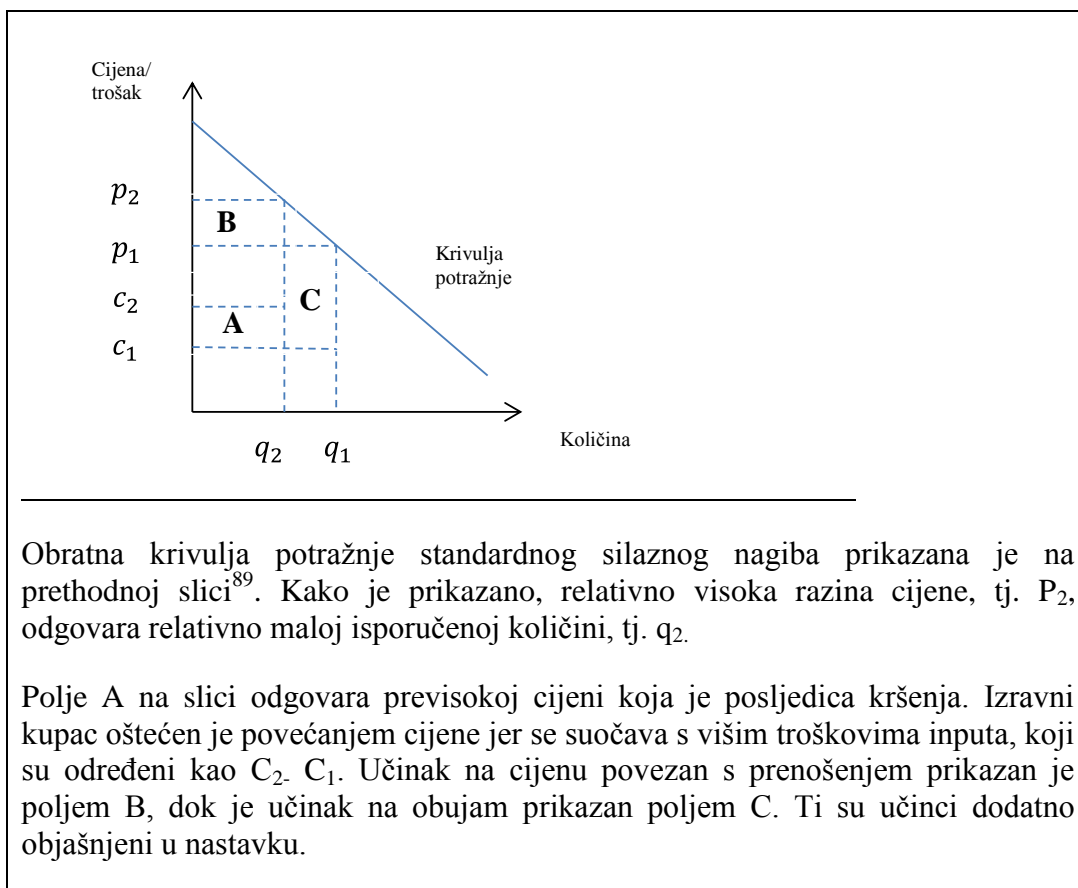 Cijena/
trošak
p₂
B
p₁
Krivulja
potražnje
c₂
C
A
c₁
Količina
q₂ q₁
Obratna krivulja potražnje standardnog silaznog nagiba prikazana je na
prethodnoj slici⁸⁹. Kako je prikazano, relativno visoka razina cijene, tj. P₂,
odgovara relativno maloj isporučenoj količini, tj. q₂.
Polje A na slici odgovara previsokoj cijeni koja je posljedica kršenja. Izravni
kupac oštećen je povećanjem cijene jer se suočava s višim troškovima inputa, koji
su određeni kao C₂₋ C₁. Učinak na cijenu povezan s prenošenjem prikazan je
poljem B, dok je učinak na obujam prikazan poljem C. Ti su učinci dodatno
objašnjeni u nastavku.